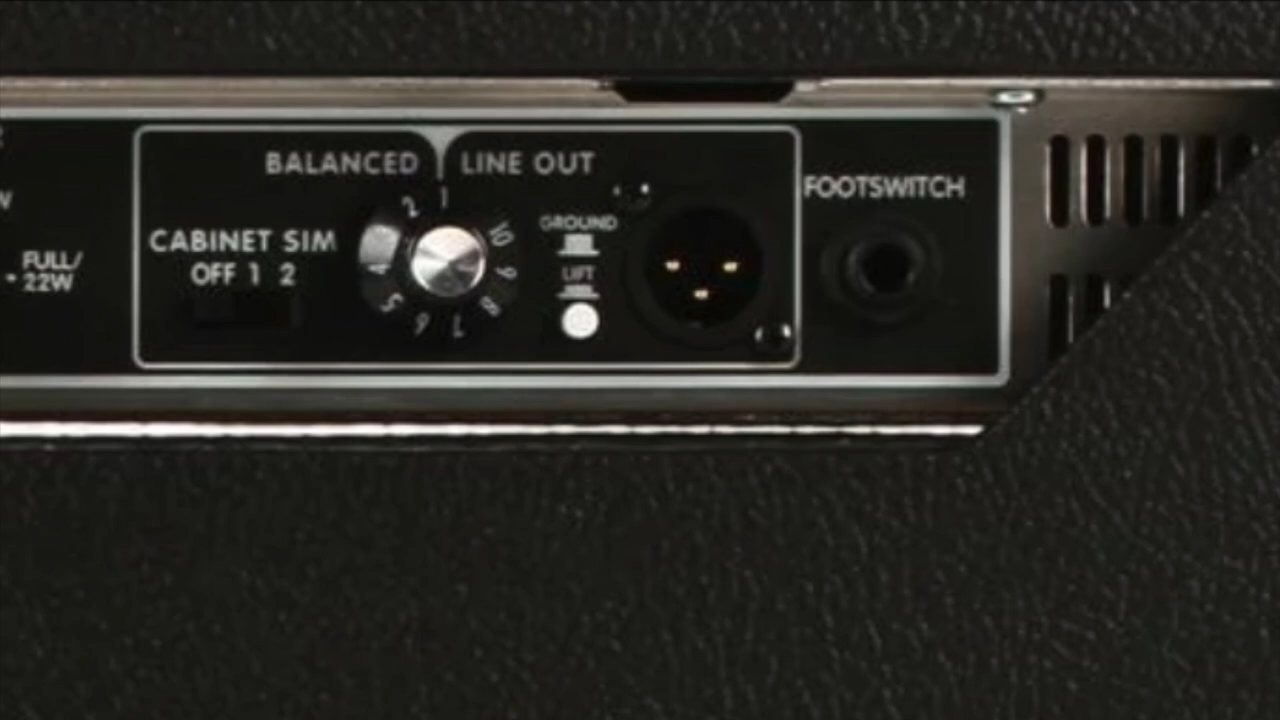 BALANCED LINE OUT
CABINET SIM
OFF 1 2
1
2
4
5
6
7
8
9
10
GROUND
LIFT
FOOTSWITCH
FULL/
22W